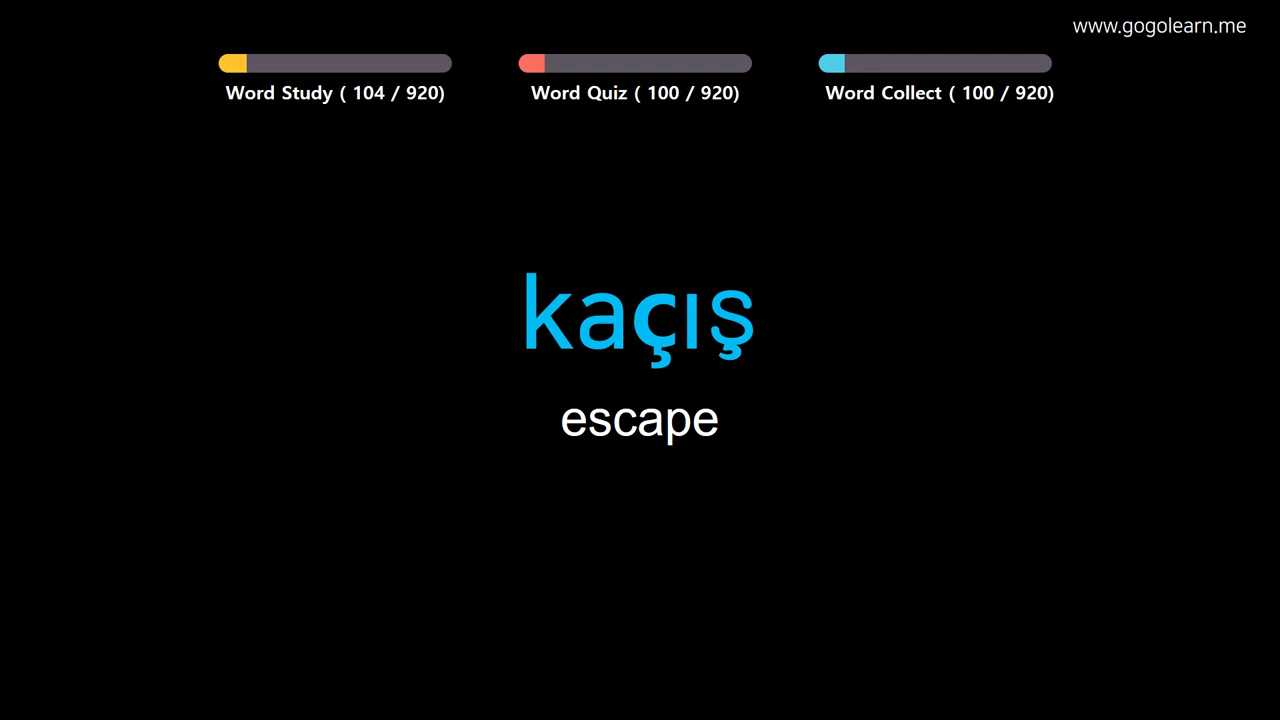 www.gogolearn.me
Word Study ( 104 / 920)
Word Quiz ( 100 / 920)
Word Collect ( 100 / 920)
kaçış
escape